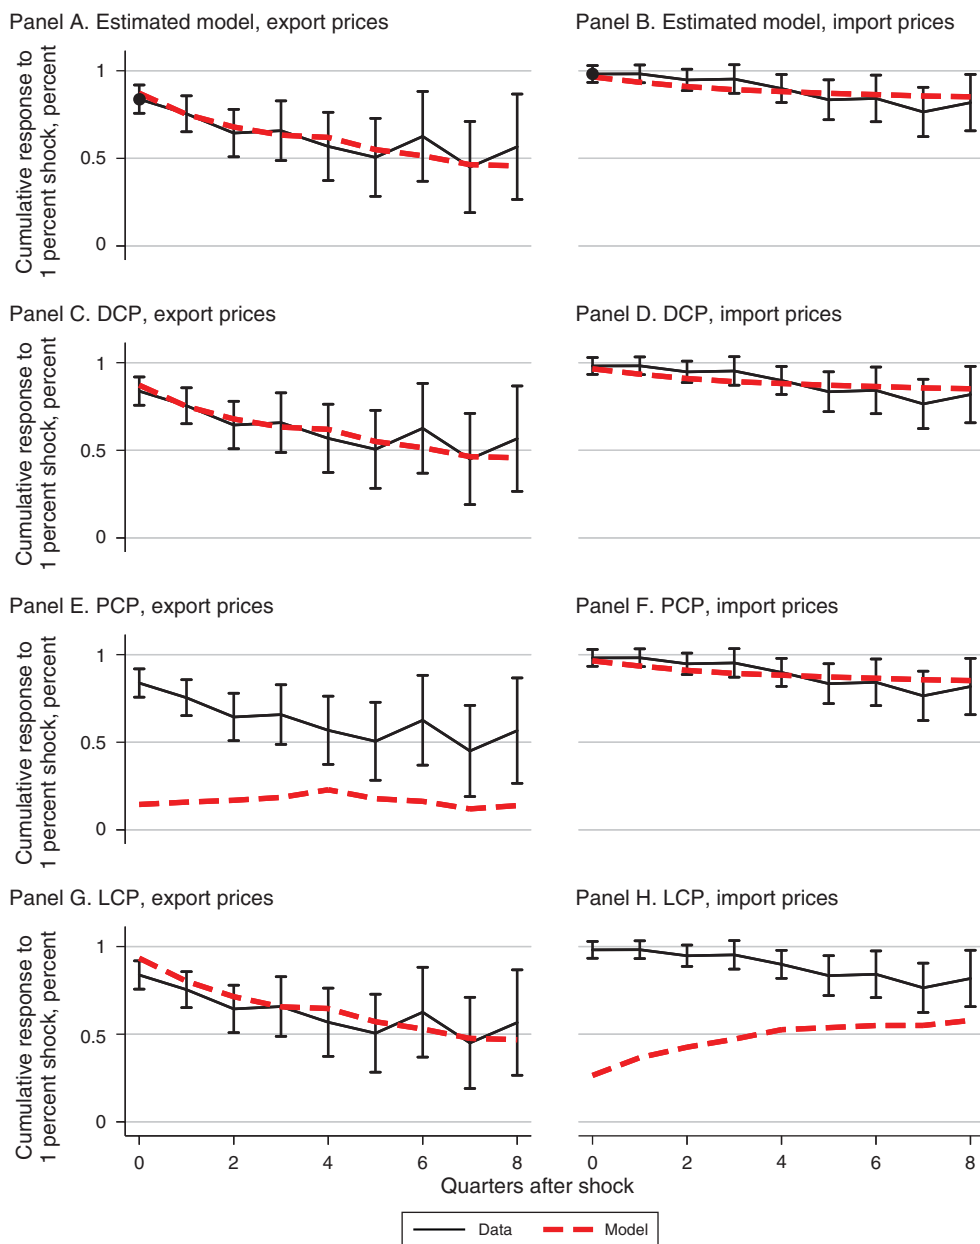 Panel A. Estimated model, export prices
Panel B. Estimated model, import prices
Cumulative response to
1 percent shock, percent
1
0.5
0
Panel C. DCP, export prices
Panel D. DCP, import prices
Cumulative response to
1 percent shock, percent
1
0.5
0
Panel E. PCP, export prices
Panel F. PCP, import prices
Cumulative response to
1 percent shock, percent
1
0.5
0
Panel G. LCP, export prices
Panel H. LCP, import prices
Cumulative response to
1 percent shock, percent
1
0.5
0
0 2 4 6 8
0 2 4 6 8
Quarters after shock
Data Model